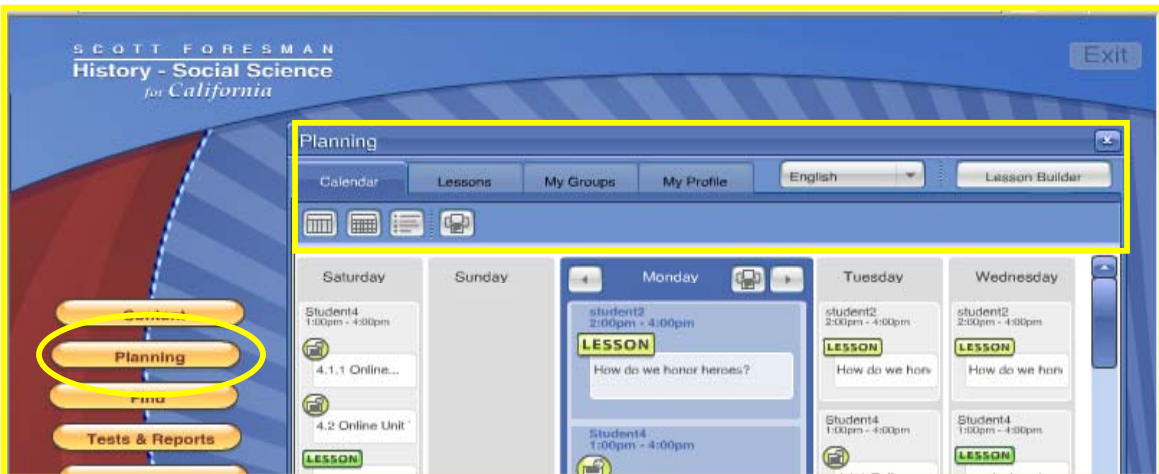 SCOTT FORESMAN
History - Social Science
for California
Exit
Planning
Calendar
Lessons
My Groups
My Profile
English
Lesson Builder
Saturday
Sunday
Monday
Tuesday
Wednesday
Student4
1:00pm - 4:00pm
4.1.1 Online...
4.2 Online Unit
LESSON
student2
2:00pm - 4:00pm
LESSON
How do we honor heroes?
Student4
1:00pm - 4:00pm
student2
2:00pm - 4:00pm
LESSON
How do we hon
Student4
1:00pm - 4:00pm
student2
2:00pm - 4:00pm
LESSON
How do we hon
Student4
1:00pm - 4:00pm
LESSON
Content
Planning
Find
Tests & Reports